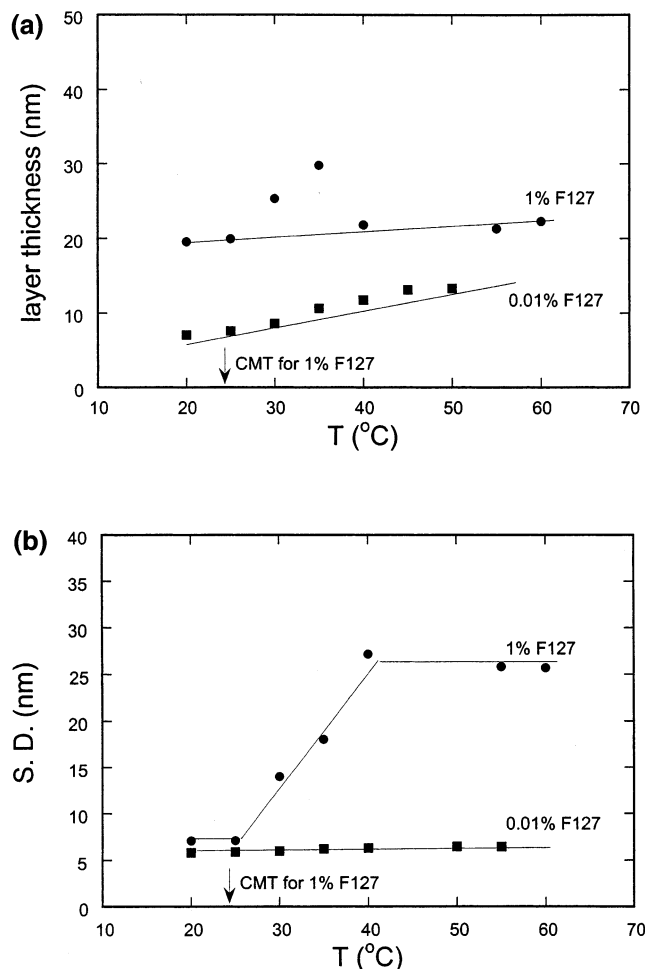 (a)
50
40
30
20
10
0
layer thickness (nm)
1% F127
0.01% F127
CMT for 1% F127
10 20 30 40 50 60 70
T (°C)
(b)
40
35
30
25
20
15
10
5
0
S. D. (nm)
1% F127
0.01% F127
CMT for 1% F127
10 20 30 40 50 60 70
T (°C)